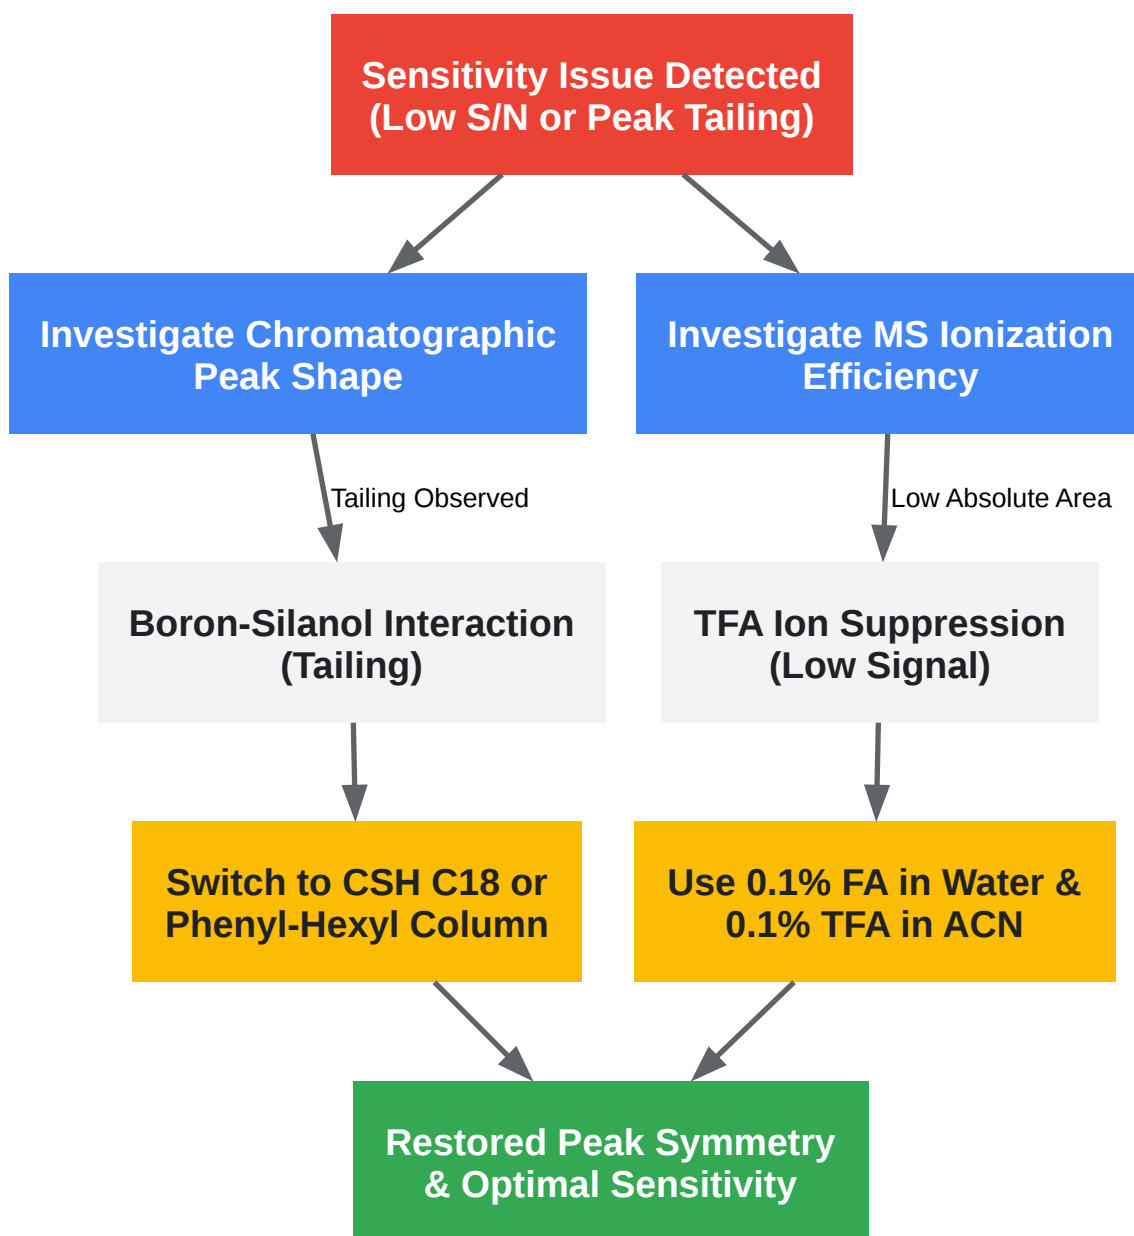 Sensitivity Issue Detected
(Low S/N or Peak Tailing)
Investigate Chromatographic
Peak Shape
Investigate MS Ionization
Efficiency
Tailing Observed
Low Absolute Area
Boron-Silanol Interaction
(Tailing)
TFA Ion Suppression
(Low Signal)
Switch to CSH C18 or
Phenyl-Hexyl Column
Use 0.1% FA in Water &
0.1% TFA in ACN
Restored Peak Symmetry
& Optimal Sensitivity